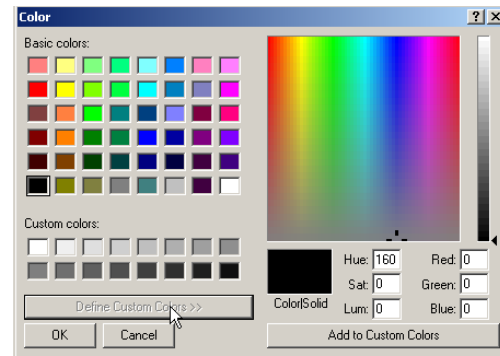 Color
Basic colors:
Custom colors:
Define Custom Colors >>
OK
Cancel
Color|Solid
Hue: 160
Sat: 0
Lum: 0
Red: 0
Green: 0
Blue: 0
Add to Custom Colors